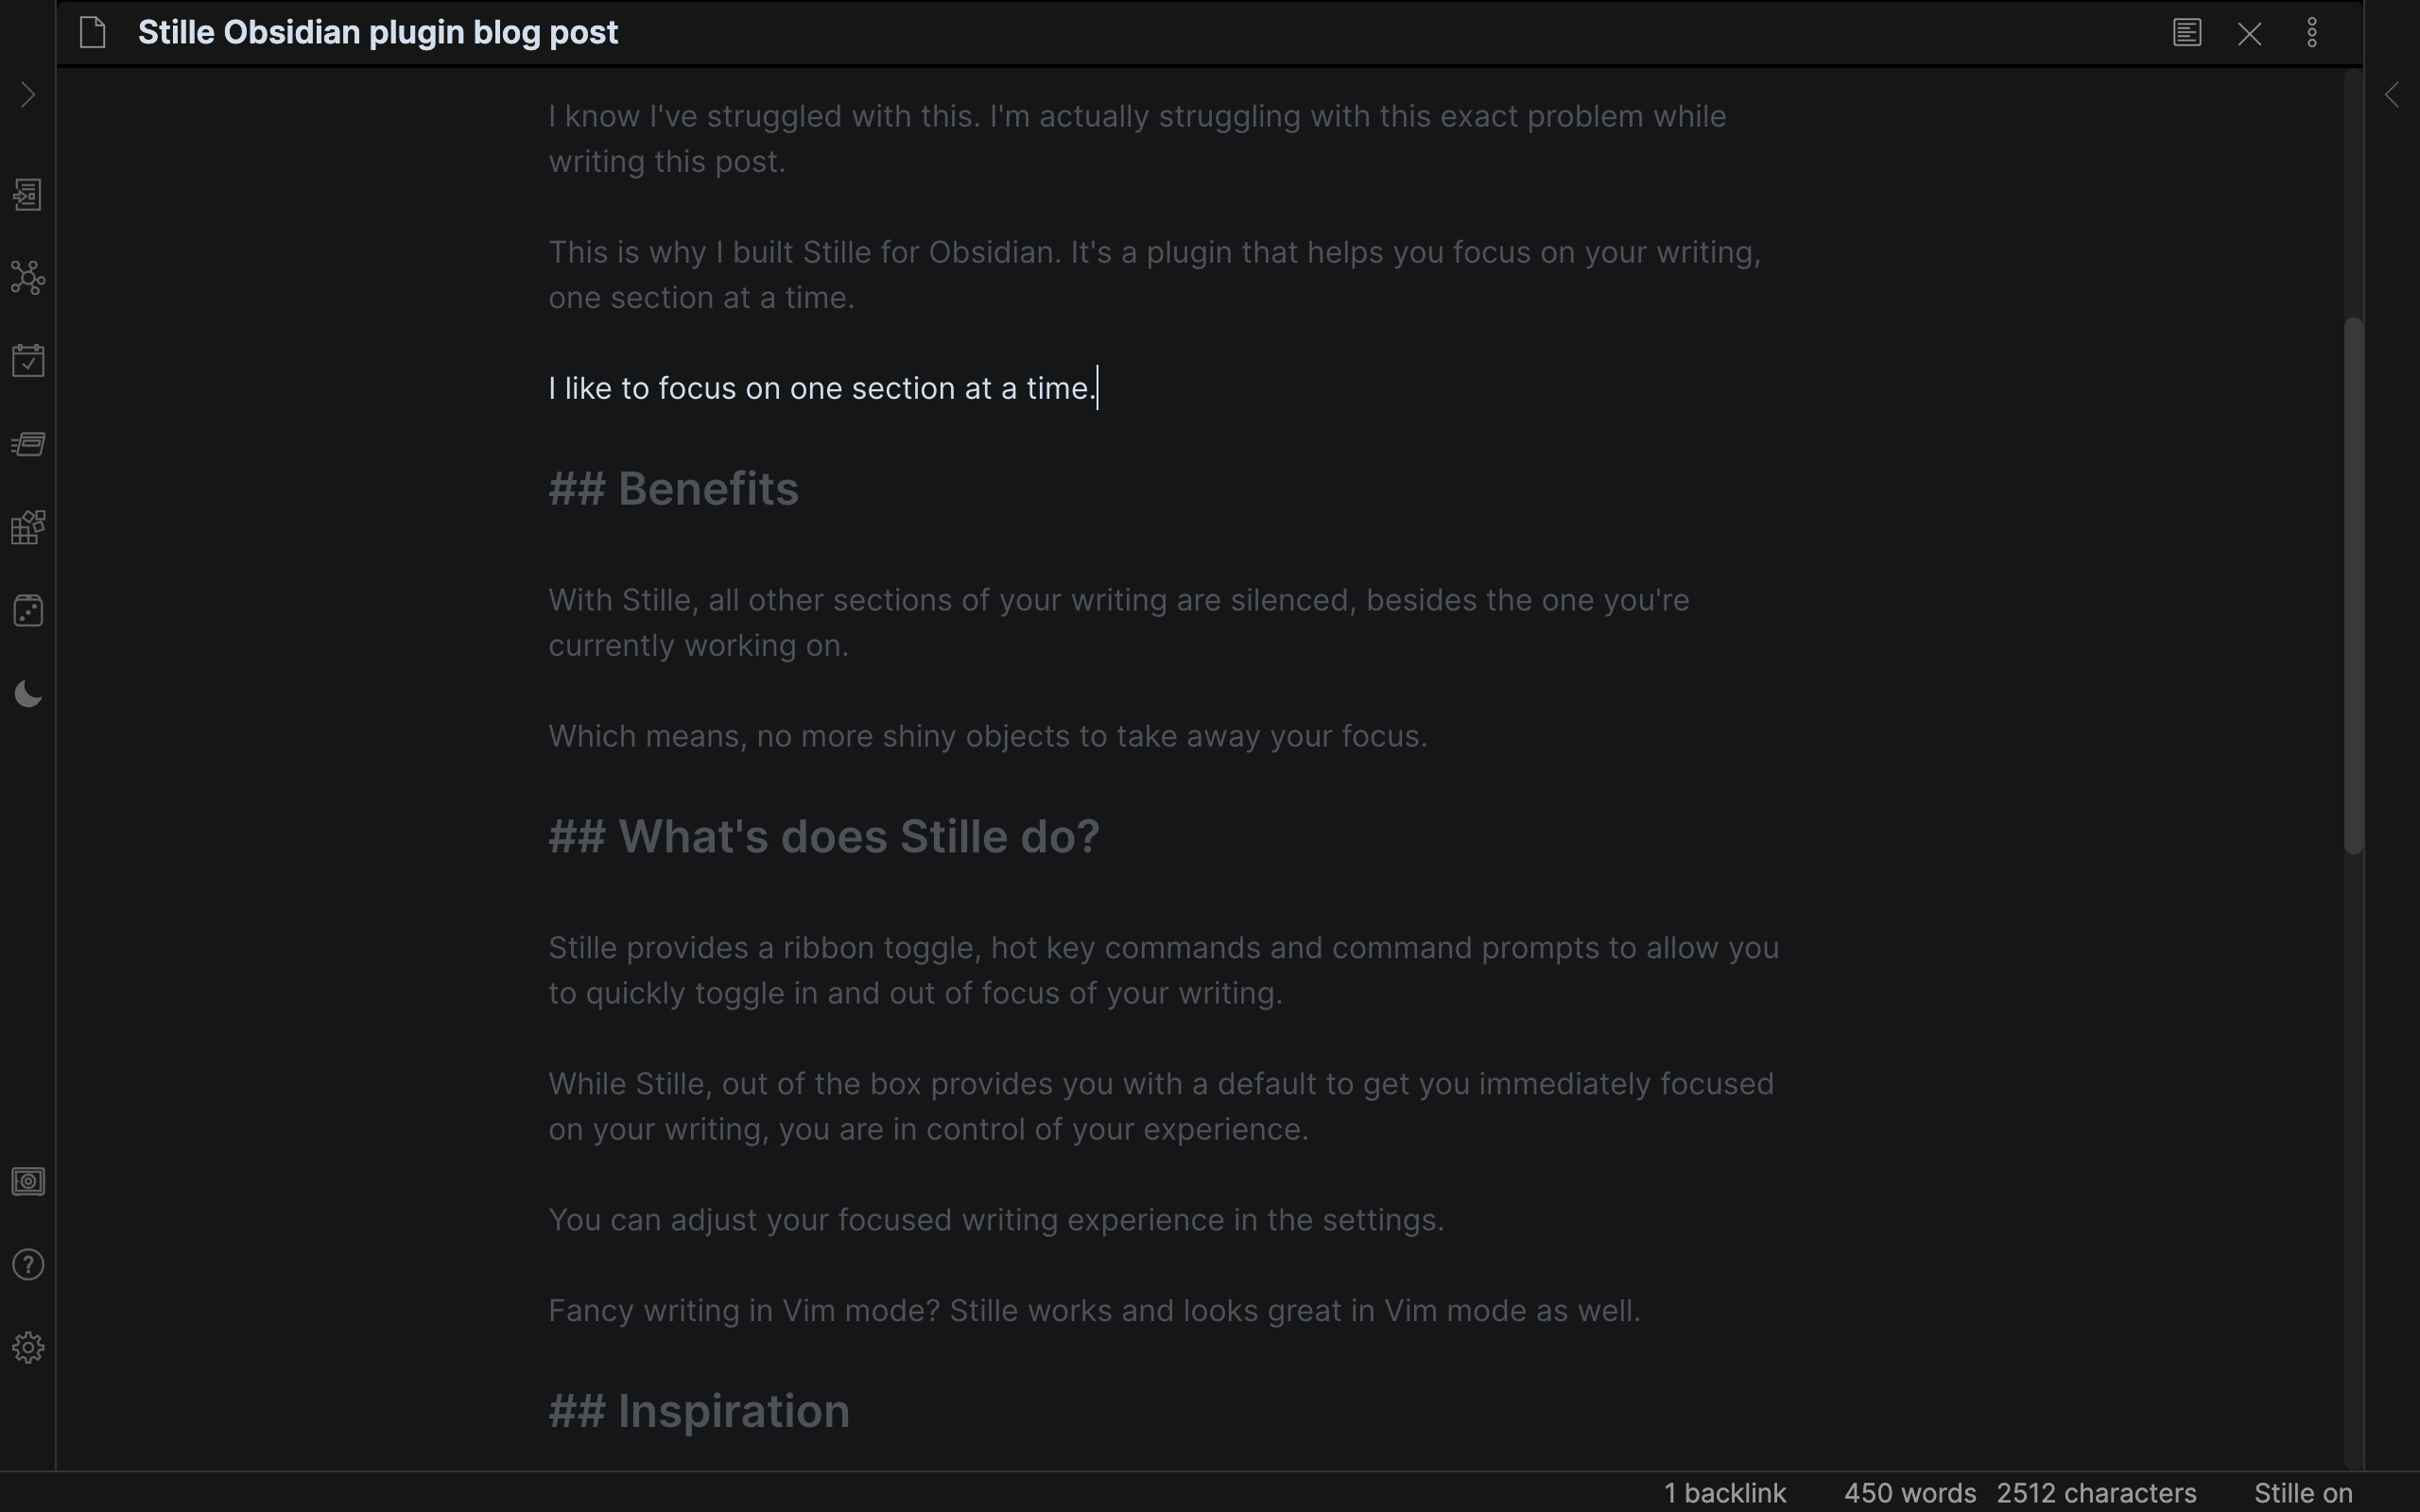 Stille Obsidian plugin blog post
I know I've struggled with this. I'm actually struggling with this exact problem while
writing this post.
This is why I built Stille for Obsidian. It's a plugin that helps you focus on your writing,
one section at a time.
I like to focus on one section at a time.
## Benefits
With Stille, all other sections of your writing are silenced, besides the one you're
currently working on.
Which means, no more shiny objects to take away your focus.
## What's does Stille do?
Stille provides a ribbon toggle, hot key commands and command prompts to allow you
to quickly toggle in and out of focus of your writing.
While Stille, out of the box provides you with a default to get you immediately focused
on your writing, you are in control of your experience.
You can adjust your focused writing experience in the settings.
Fancy writing in Vim mode? Stille works and looks great in Vim mode as well.
## Inspiration
1 backlink 450 words 2512 characters Stille on